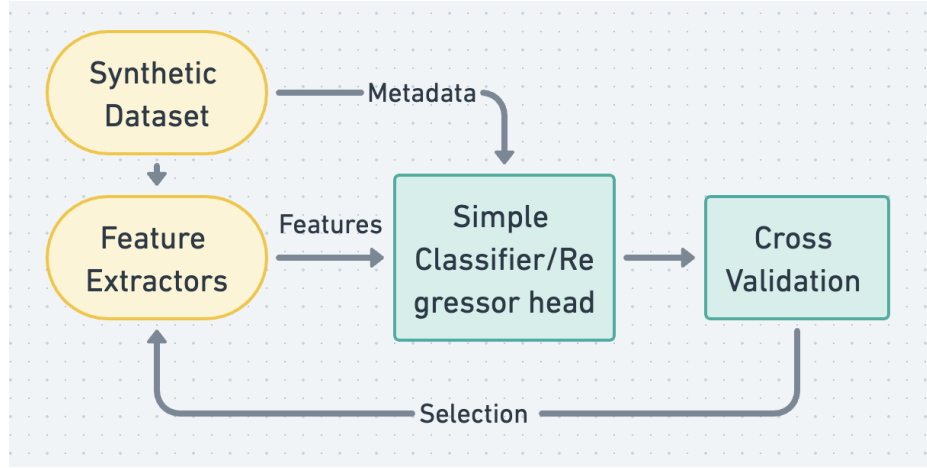 Synthetic
Dataset
Metadata
Feature
Extractors
Features
Simple
Classifier/Re
gressor head
Cross
Validation
Selection